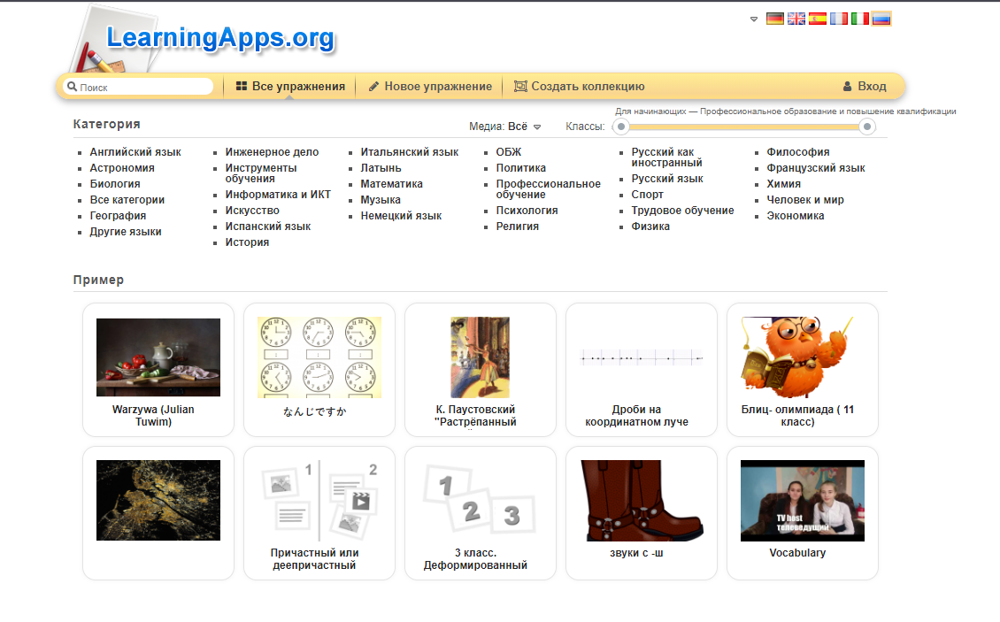 LearningApps.org
Поиск
Все упражнения
Новое упражнение
Создать коллекцию
Вход
Для начинающих — Профессиональное образование и повышение квалификации
Категория
Медиа: Всё
Классы:
Английский язык
Астрономия
Биология
Все категории
География
Другие языки
Инженерное дело
Инструменты
обучения
Информатика и ИКТ
Искусство
Испанский язык
История
Итальянский язык
Латынь
Математика
Музыка
Немецкий язык
ОБЖ
Политика
Профессиональное
обучение
Психология
Религия
Русский как
иностранный
Русский язык
Спорт
Трудовое обучение
Физика
Философия
Французский язык
Химия
Человек и мир
Экономика
Пример
Warzywa (Julian
Tuwim)
なんじですか
К. Паустовский
"Растрёпанный
Дроби на
координатном луче
Блиц- олимпиада ( 11
класс)
1 2
Причастный или
деепричастный
1 2 3
3 класс.
Деформированный
звуки с -ш
TV host
телеведущий
Vocabulary